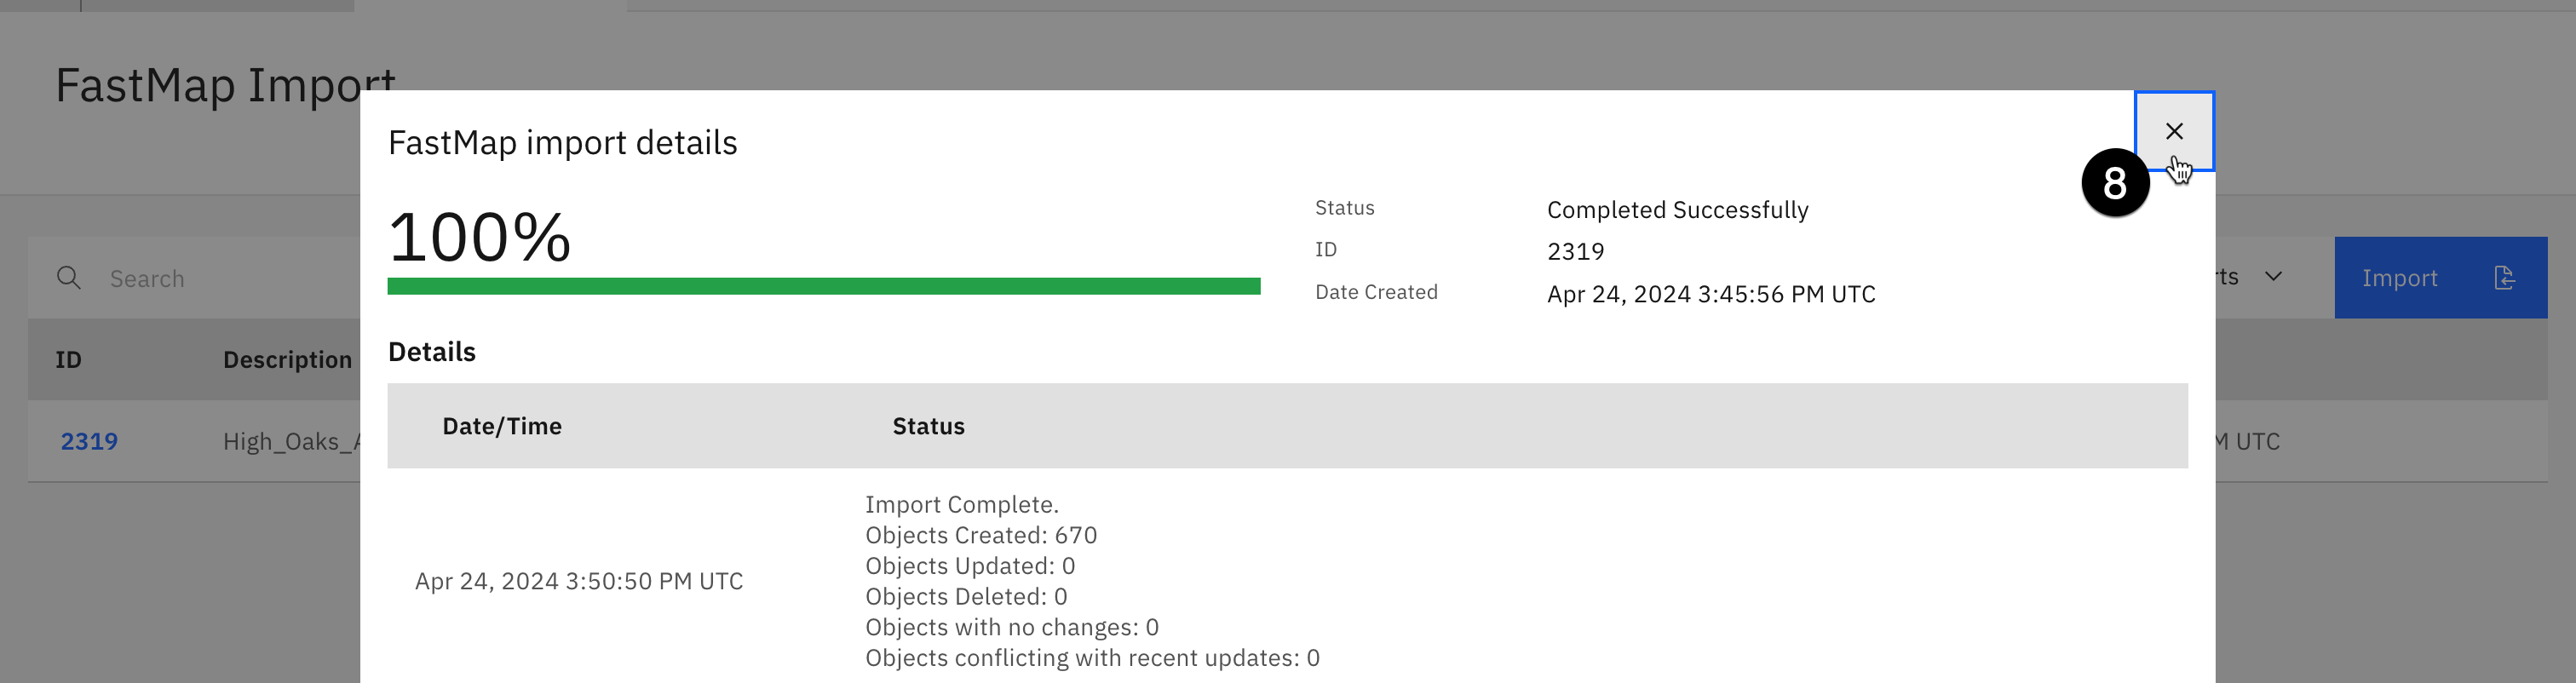 FastMap Import
FastMap import details
8
100%
Status Completed Successfully
ID 2319
Date Created Apr 24, 2024 3:45:56 PM UTC
Search
Import
Details
ID Description
Date/Time Status
2319 High_Oaks_
UTC
Import Complete.
Objects Created: 670
Objects Updated: 0
Apr 24, 2024 3:50:50 PM UTC
Objects Deleted: 0
Objects with no changes: 0
Objects conflicting with recent updates: 0